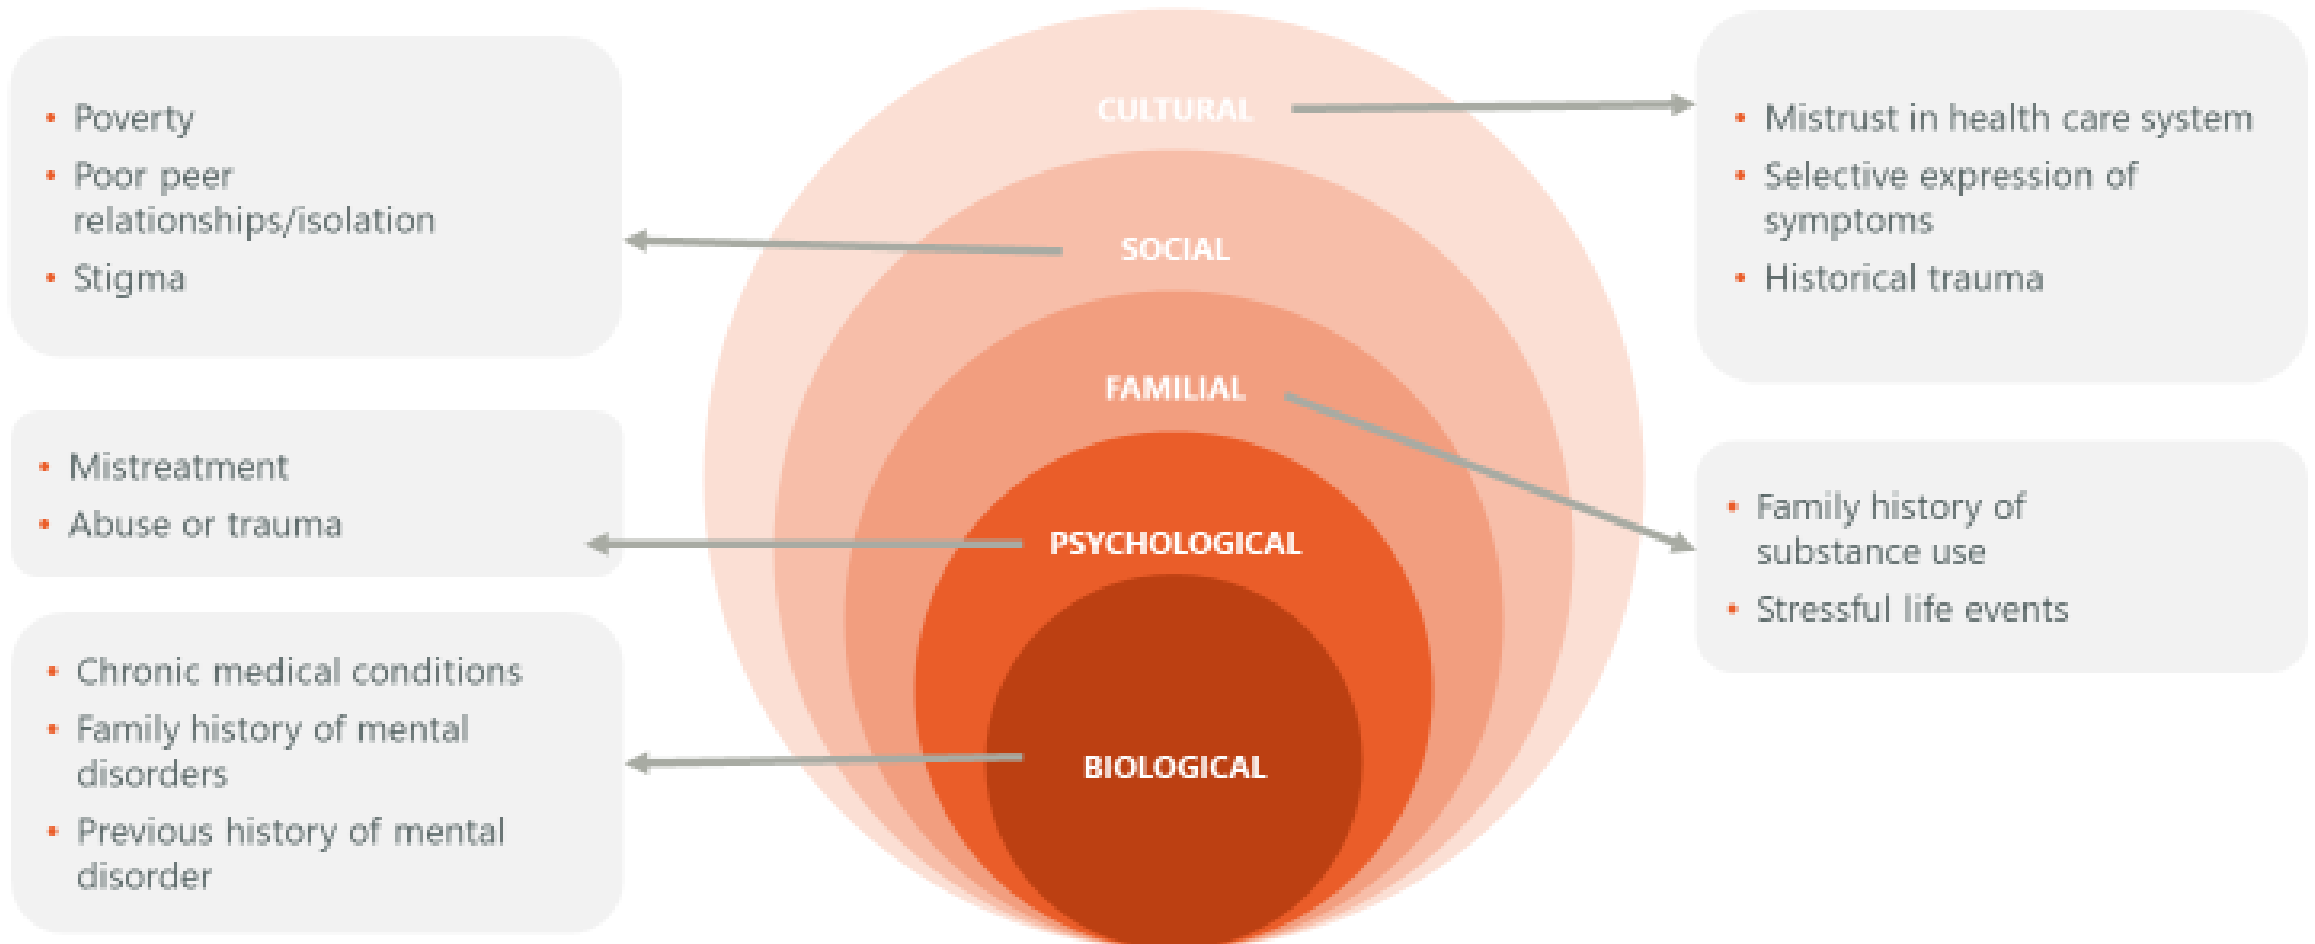 • Poverty
• Poor peer
relationships/isolation
• Stigma
• Mistreatment
• Abuse or trauma
• Chronic medical conditions
• Family history of mental
disorders
• Previous history of mental
disorder
CULTURAL
SOCIAL
FAMILIAL
PSYCHOLOGICAL
BIOLOGICAL
• Mistrust in health care system
• Selective expression of
symptoms
• Historical trauma
• Family history of
substance use
• Stressful life events